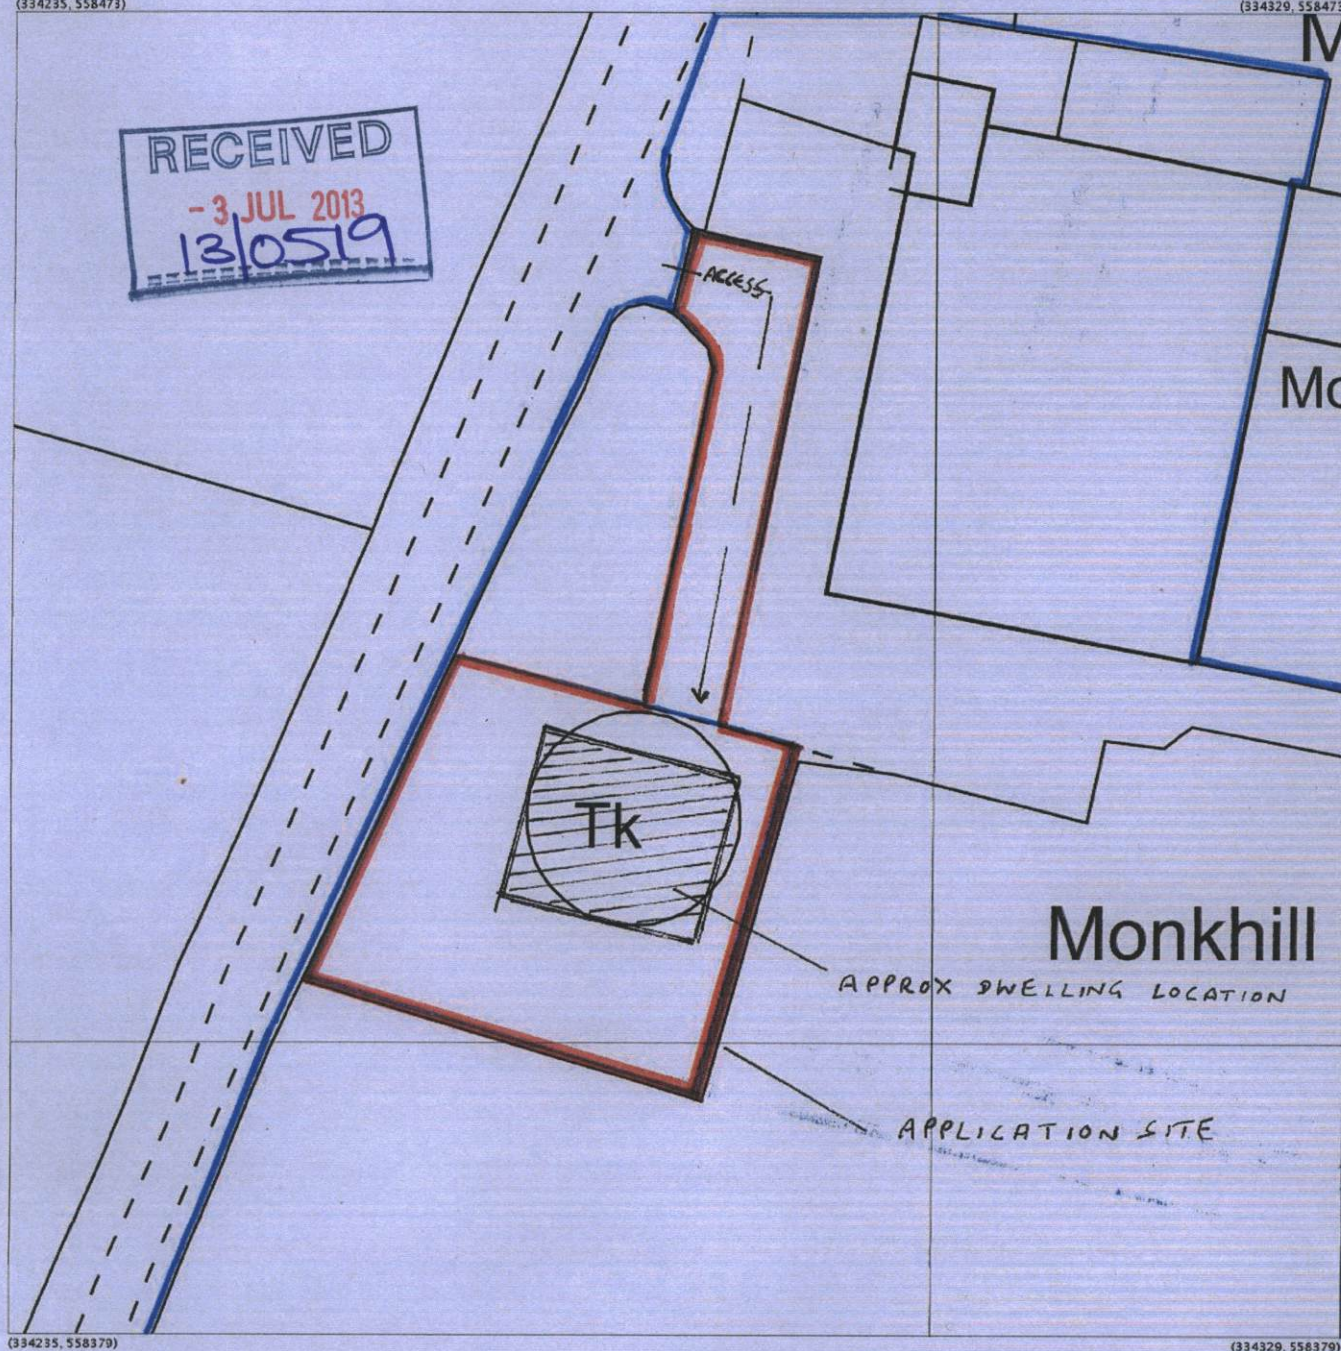 (334235, 558473)
(334329, 558473
M
RECEIVED
- 3 JUL 2013
13/0519
ACCESS
Mo
Tk
Monkhill
APPROX DWELLING LOCATION
APPLICATION SITE
(334235, 558379)
(334329, 558379)